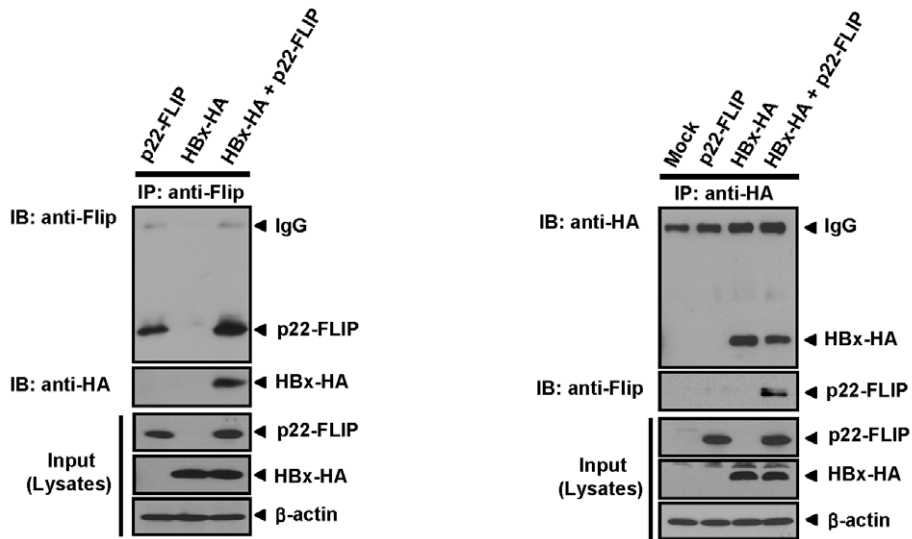 p22-FLIP
HBx-HA
HBx-HA + p22-FLIP
IP: anti-Flip
IB: anti-Flip
IgG
p22-FLIP
IB: anti-HA
HBx-HA
p22-FLIP
Input
(Lysates)
HBx-HA
β-actin
Mock
p22-FLIP
HBx-HA
HBx-HA + p22-FLIP
IP: anti-HA
IB: anti-HA
IgG
HBx-HA
IB: anti-Flip
p22-FLIP
p22-FLIP
Input
(Lysates)
HBx-HA
β-actin